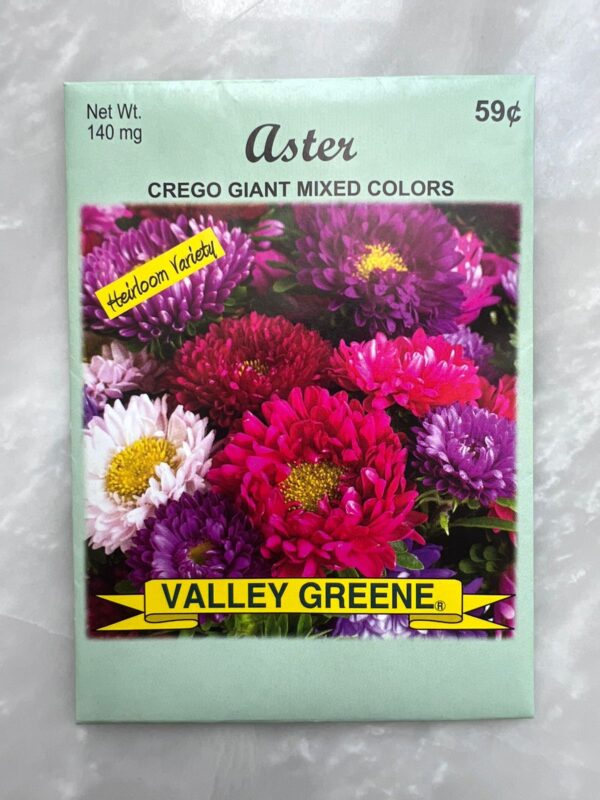 Net Wt.
140 mg
59¢
Aster
CREGO GIANT MIXED COLORS
Heirloom Variety
VALLEY GREENE®